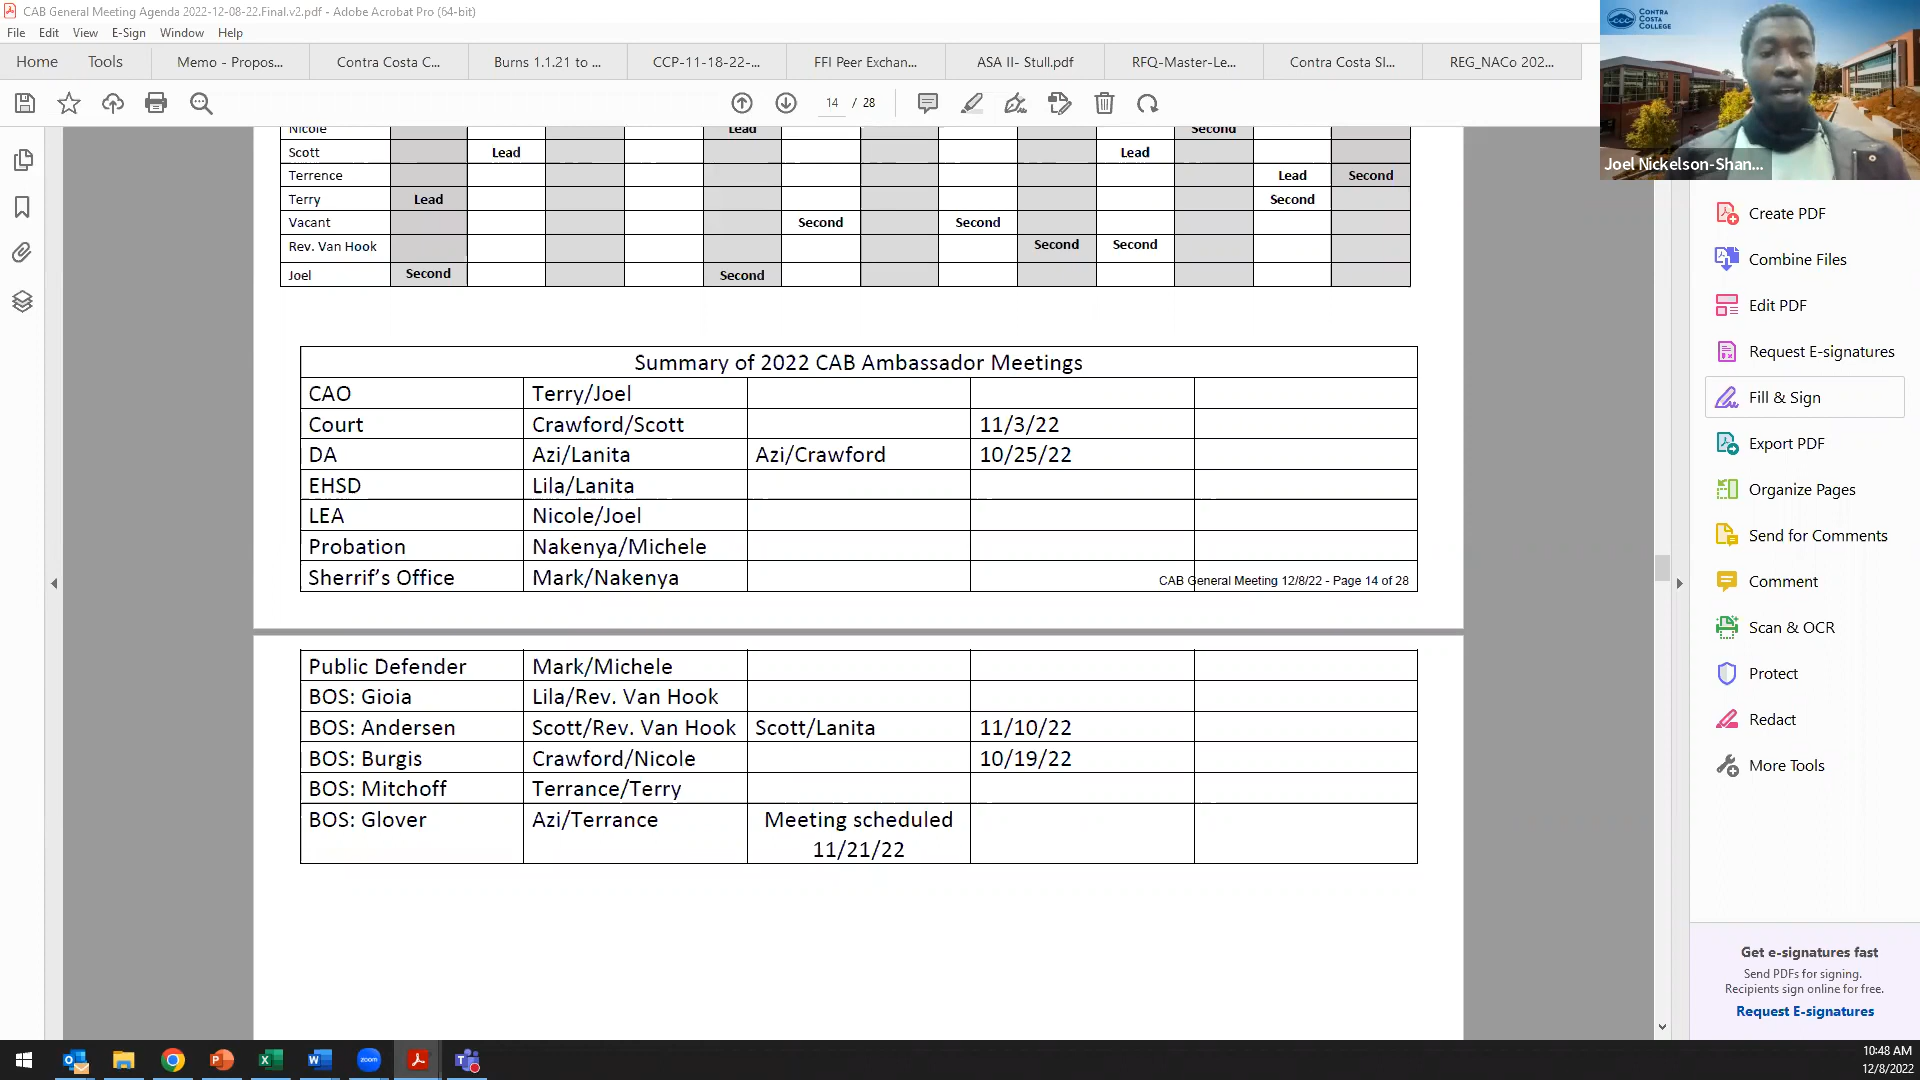 CAB General Meeting Agenda 2022-12-08-22.Final.v2.pdf - Adobe Acrobat Pro (64-bit)
File Edit View E-Sign Window Help
Home Tools Memo - Propos... Contra Costa C... Burns 1.1.21 to ... CCP-11-18-22-... FFI Peer Exchan... ASA II- Stull.pdf RFQ-Master-Le... Contra Costa Sl... REG_NACo 202...
14 / 28
CONTRA COSTA COLLEGE
Joel Nickelson-Shan...
Nicole Lead Second
Scott Lead Lead
Terrence Lead Second
Terry Lead Second
Vacant Second Second
Rev. Van Hook Second Second
Joel Second Second
Summary of 2022 CAB Ambassador Meetings
CAO Terry/Joel
Court Crawford/Scott 11/3/22
DA Azi/Lanita Azi/Crawford 10/25/22
EHSD Lila/Lanita
LEA Nicole/Joel
Probation Nakenya/Michele
Sherrif’s Office Mark/Nakenya
CAB General Meeting 12/8/22 - Page 14 of 28
Public Defender Mark/Michele
BOS: Gioia Lila/Rev. Van Hook
BOS: Andersen Scott/Rev. Van Hook Scott/Lanita 11/10/22
BOS: Burgis Crawford/Nicole 10/19/22
BOS: Mitchoff Terrance/Terry
BOS: Glover Azi/Terrance Meeting scheduled
11/21/22
Create PDF
Combine Files
Edit PDF
Request E-signatures
Fill & Sign
Export PDF
Organize Pages
Send for Comments
Comment
Scan & OCR
Protect
Redact
More Tools
Get e-signatures fast
Send PDFs for signing.
Recipients sign online for free.
Request E-signatures
zoom
10:48 AM
12/8/2022